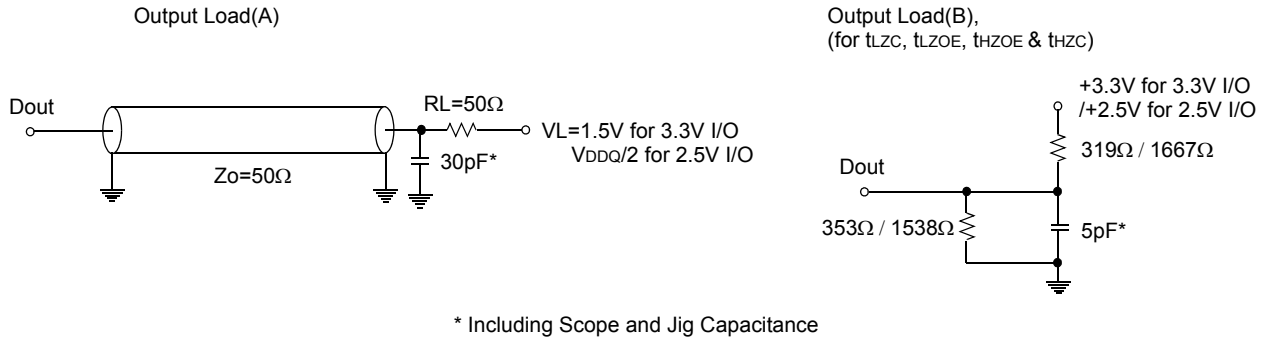 Output Load(A)
Dout
Zo=50Ω
RL=50Ω
30pF*
VL=1.5V for 3.3V I/O
VDDQ/2 for 2.5V I/O
Output Load(B),
(for tLZC, tLZOE, tHZOE & tHZC)
+3.3V for 3.3V I/O
/+2.5V for 2.5V I/O
319Ω / 1667Ω
Dout
353Ω / 1538Ω
5pF*
* Including Scope and Jig Capacitance